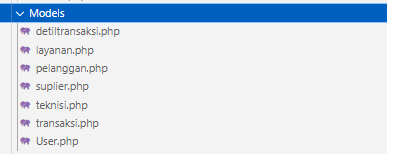 Models
detiltransaksi.php
layanan.php
pelanggan.php
suplier.php
teknisi.php
transaksi.php
User.php